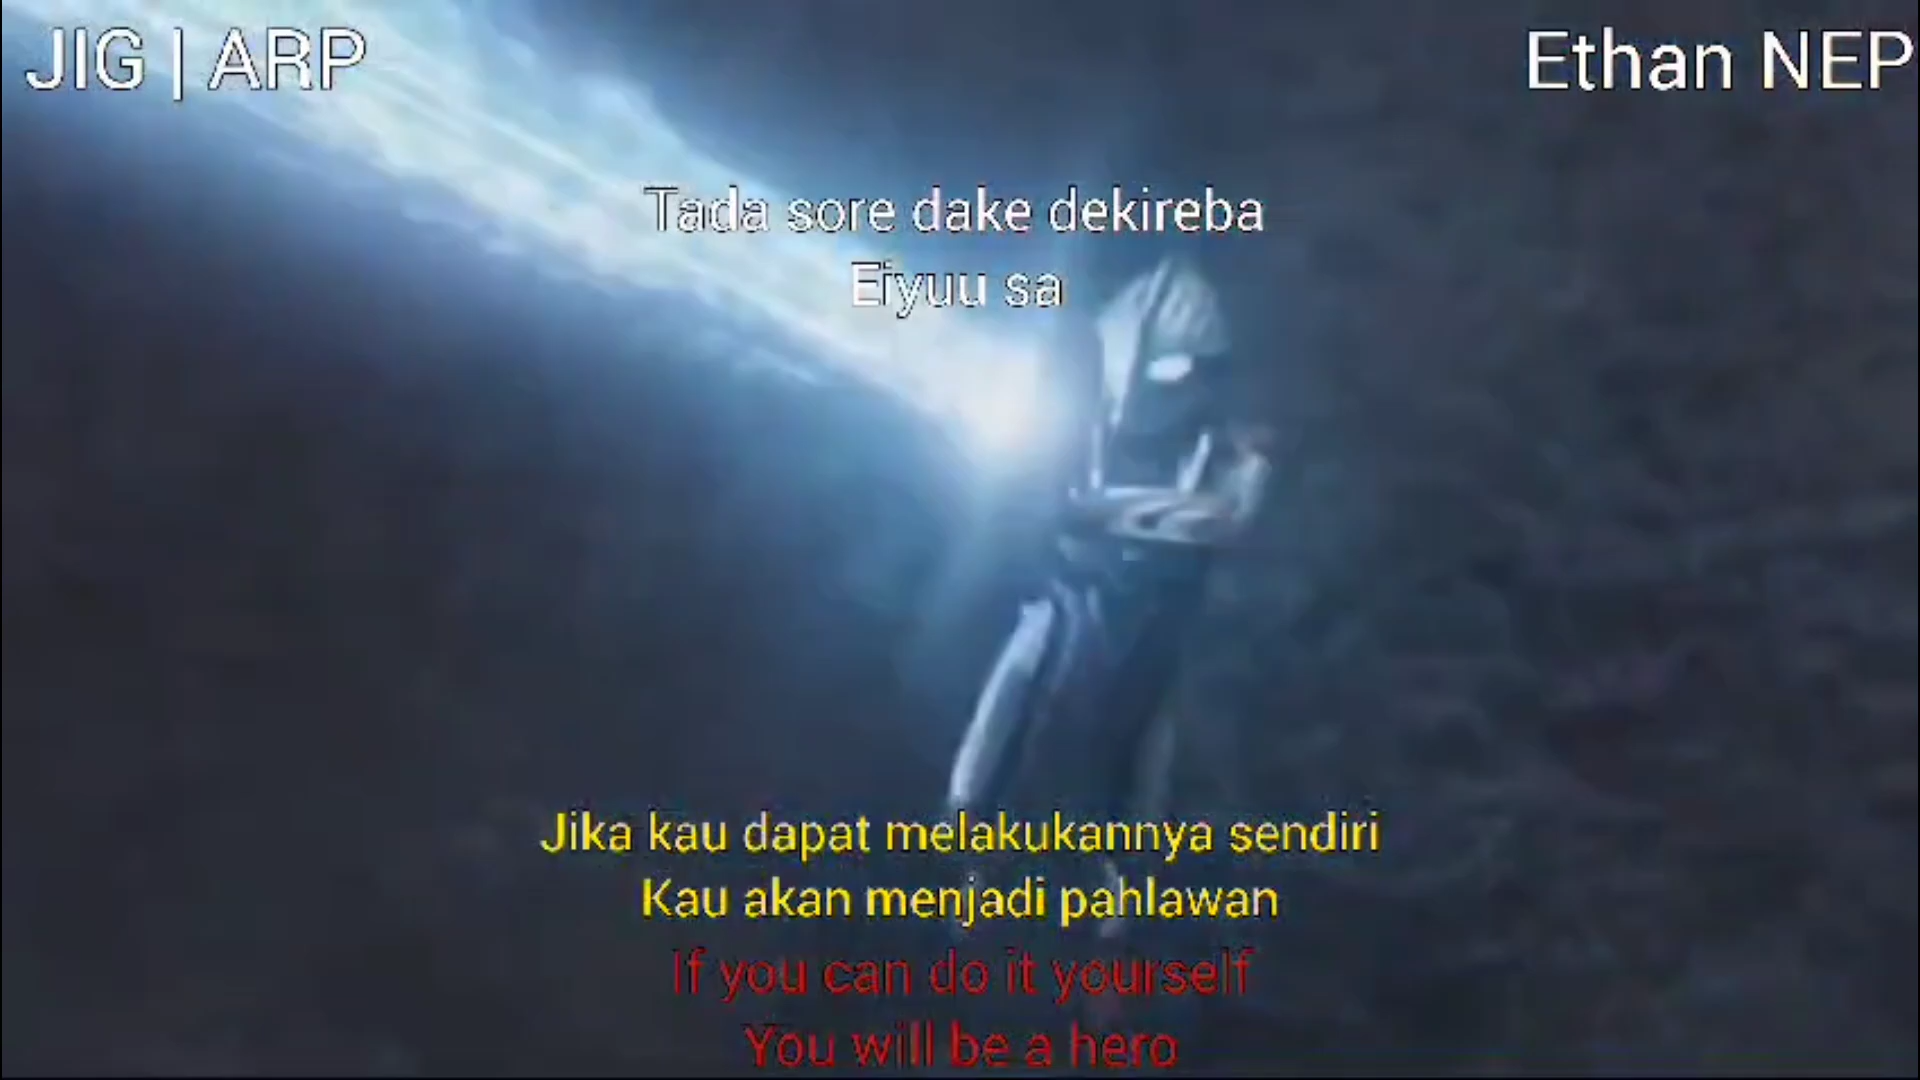 JIG | ARP
Ethan NEP
Tada sore dake dekireba
Eiyuu sa
Jika kau dapat melakukannya sendiri
Kau akan menjadi pahlawan
If you can do it yourself
You will be a hero